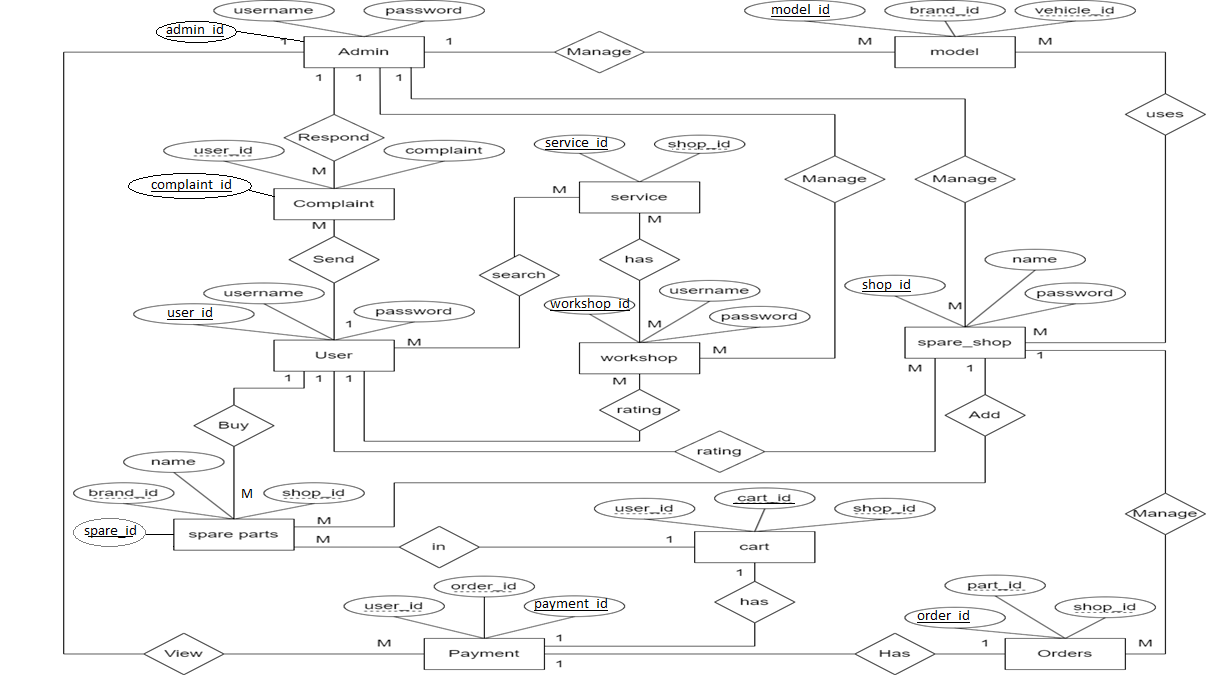 username
password
model_id
brand_id
vehicle_id
admin_id
1
Admin
1
Manage
M
model
M
1
1
1
Respond
uses
user_id
complaint
service_id
shop_id
M
complaint_id
Complaint
M
service
Manage
Manage
M
M
Send
search
has
name
username
user_id
password
1
workshop_id
username
password
M
shop_id
password
M
User
M
workshop
M
spare_shop
M
1
1
1
1
M
M
1
Buy
rating
Add
rating
name
brand_id
M
shop_id
spare_id
spare parts
M
M
in
1
user_id
cart_id
shop_id
cart
Manage
1
has
user_id
order_id
payment_id
part_id
order_id
shop_id
View
M
Payment
1
1
Has
1
Orders
M